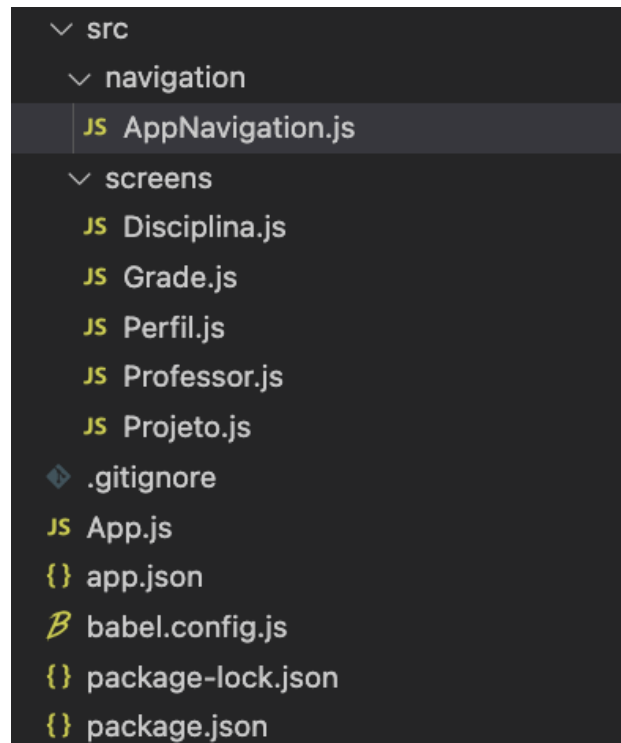 src
navigation
JS AppNavigation.js
screens
JS Disciplina.js
JS Grade.js
JS Perfil.js
JS Professor.js
JS Projeto.js
.gitignore
JS App.js
{} app.json
B babel.config.js
{} package-lock.json
{} package.json